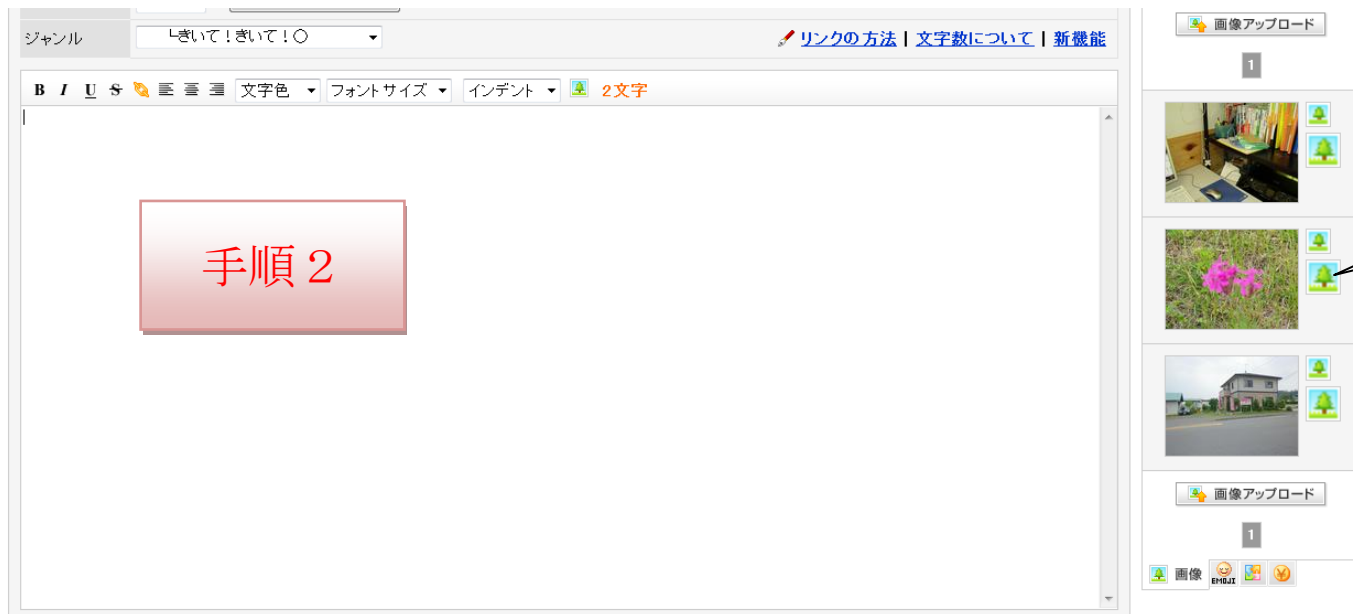 画像アップロード
ジャンル ┗きいて！きいて！○ リンクの方法 | 文字数について | 新機能
1
B I U S 文字色 フォントサイズ インデント 2文字
手順２
画像アップロード
1
画像 EMOJI